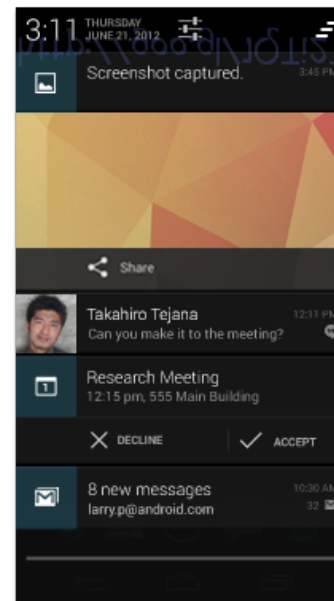 3:11 THURSDAY
JUNE 21, 2012
Screenshot captured.
3:45 PM
Share
Takahiro Tejana
12:11 PM
Can you make it to the meeting?
1
Research Meeting
12:15 pm, 555 Main Building
DECLINE
ACCEPT
8 new messages
10:30 AM
larry.p@android.com
32